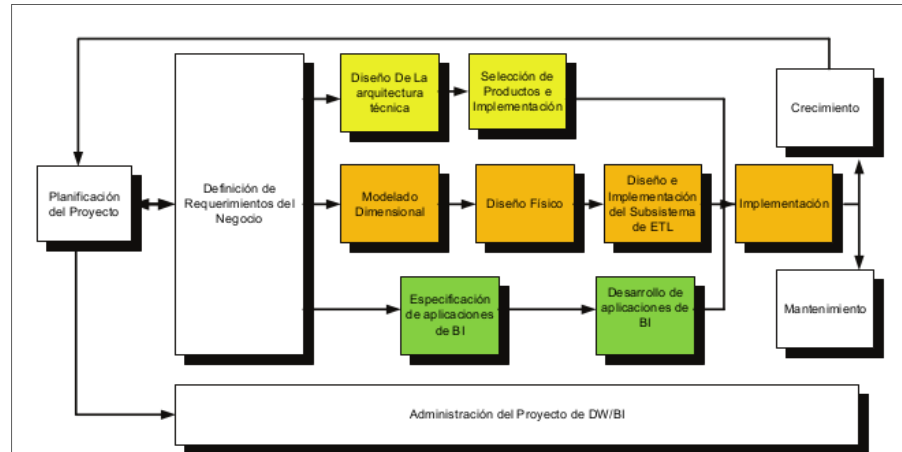 Diseño De La
arquitectura
técnica
Selección de
Productos e
Implementación
Crecimiento
Planificación
del Proyecto
Definición de
Requerimientos del
Negocio
Modelado
Dimensional
Diseño Físico
Diseño e
Implementación
del Subsistema
de ETL
Implementación
Especificación
de aplicaciones
de BI
Desarrollo de
aplicaciones de
BI
Mantenimiento
Administración del Proyecto de DW/BI